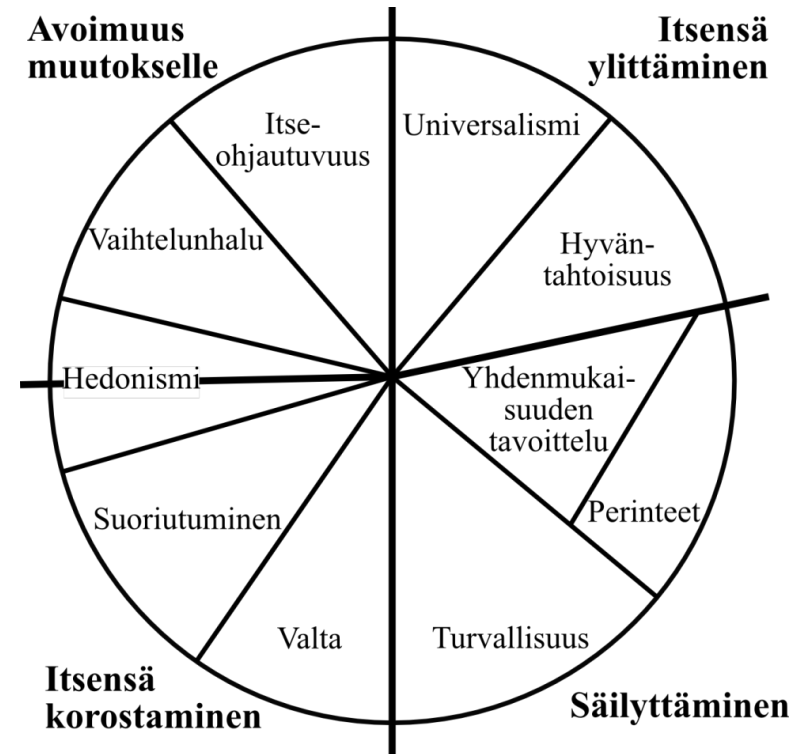 Avoimuus
muutokselle
Itsensä
ylittäminen
Itse-
ohjautuvuus
Universalismi
Vaihtelunhalu
Hyvän-
tahtoisuus
Hedonismi
Yhdenmukai-
suuden
tavoittelu
Suoriutuminen
Perinteet
Valta
Turvallisuus
Itsensä
korostaminen
Säilyttäminen